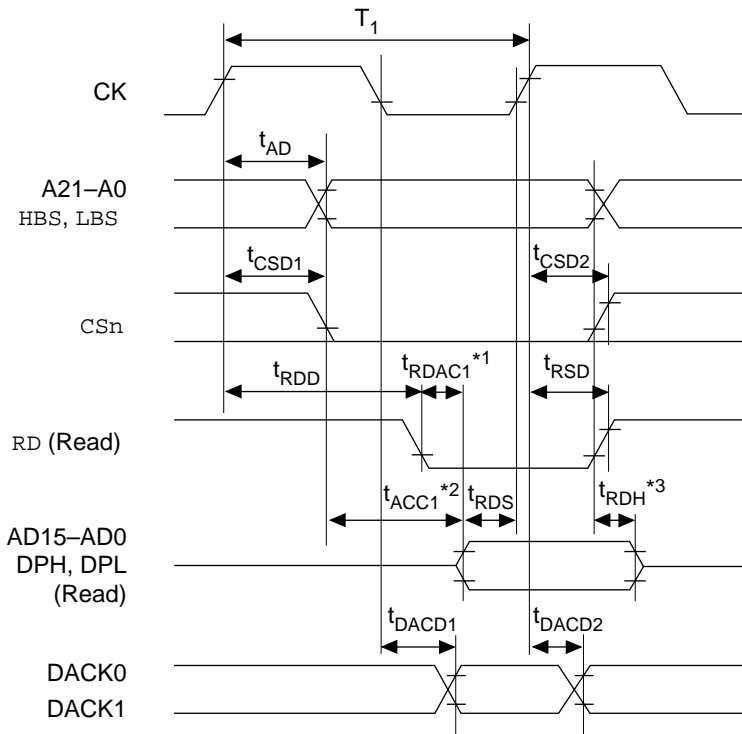 T1
CK
tAD
A21–A0
HBS, LBS
tCSD1
tCSD2
CSn
tRDD
tRDAC1*1
tRSD
RD (Read)
tACC1*2
tRDS
tRDH*3
AD15–AD0
DPH, DPL
(Read)
tDACD1
tDACD2
DACK0
DACK1